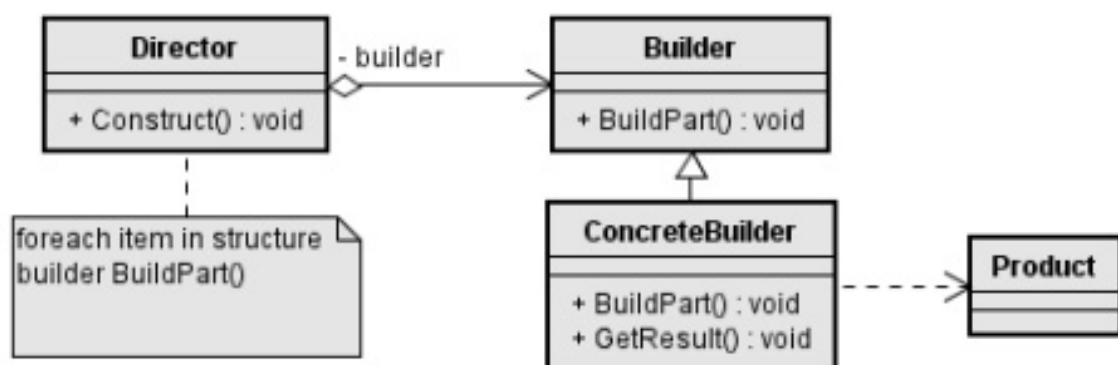 Director
+ Construct() : void
- builder
Builder
+ BuildPart() : void
foreach item in structure
builder BuildPart()
ConcreteBuilder
+ BuildPart() : void
+ GetResult() : void
Product